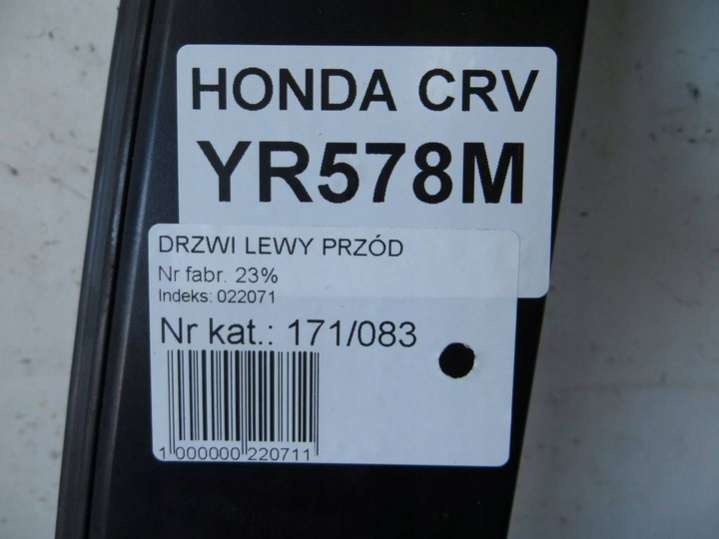 HONDA CRV
YR578M
DRZWI LEWY PRZÓD
Nr fabr. 23%
Indeks: 022071
Nr kat.: 171/083
1 000000 220711